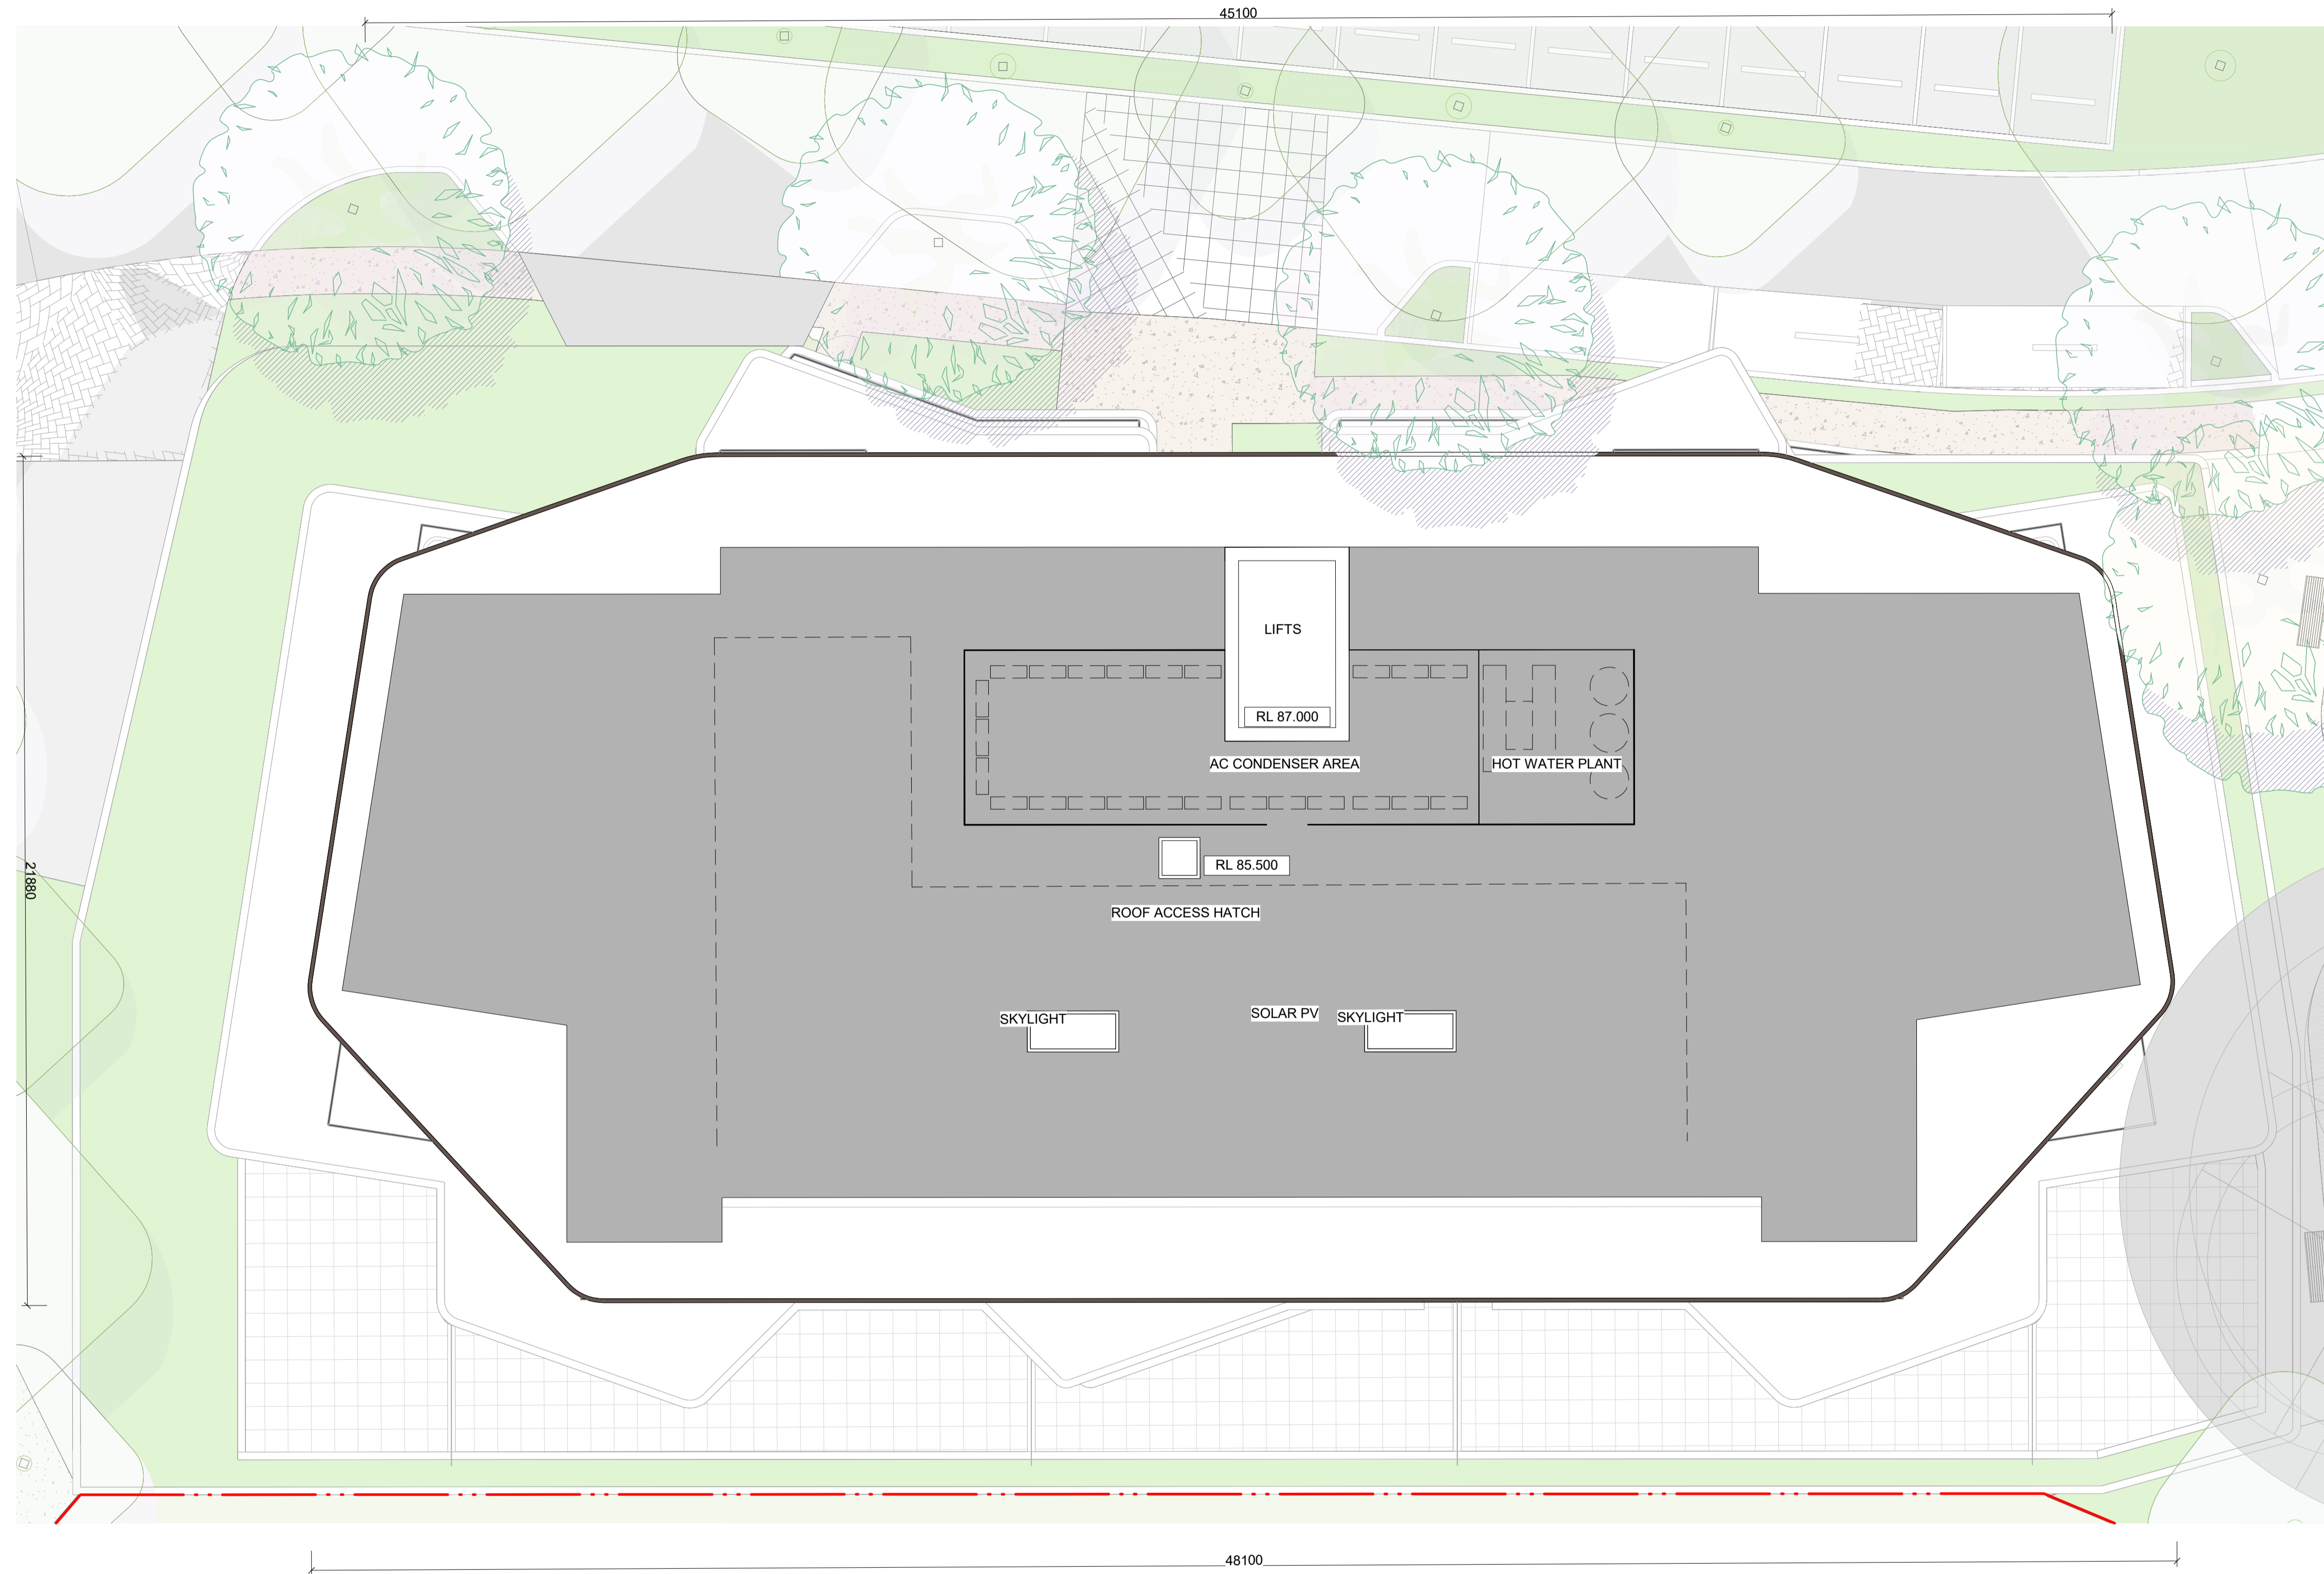 45100
LIFTS
RL 87.000
AC CONDENSER AREA
HOT WATER PLANT
RL 85.500
21880
ROOF ACCESS HATCH
SKYLIGHT
SOLAR PV
SKYLIGHT
48100